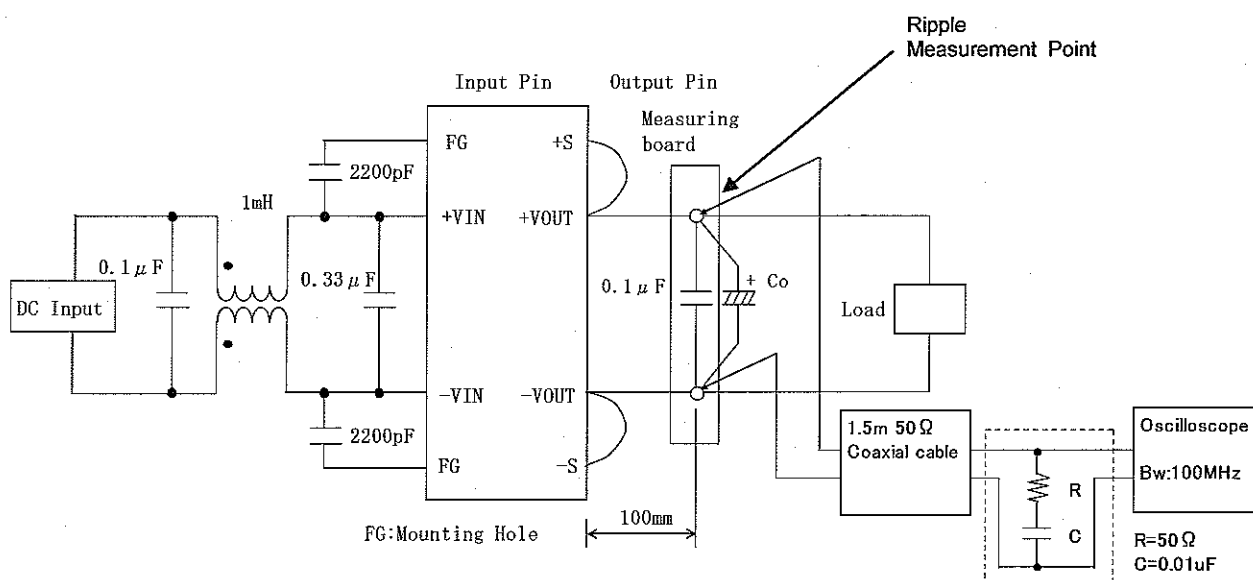 Ripple
Measurement Point
Input Pin
Output Pin
Measuring
board
FG
+S
2200pF
1mH
+VIN
+VOUT
0.1μF
0.33μF
0.1μF
+ Co
DC Input
Load
-VIN
-VOUT
2200pF
FG
-S
1.5m 50Ω
Coaxial cable
Oscilloscope
Bw:100MHz
R
C
100mm
FG:Mounting Hole
R=50Ω
C=0.01uF